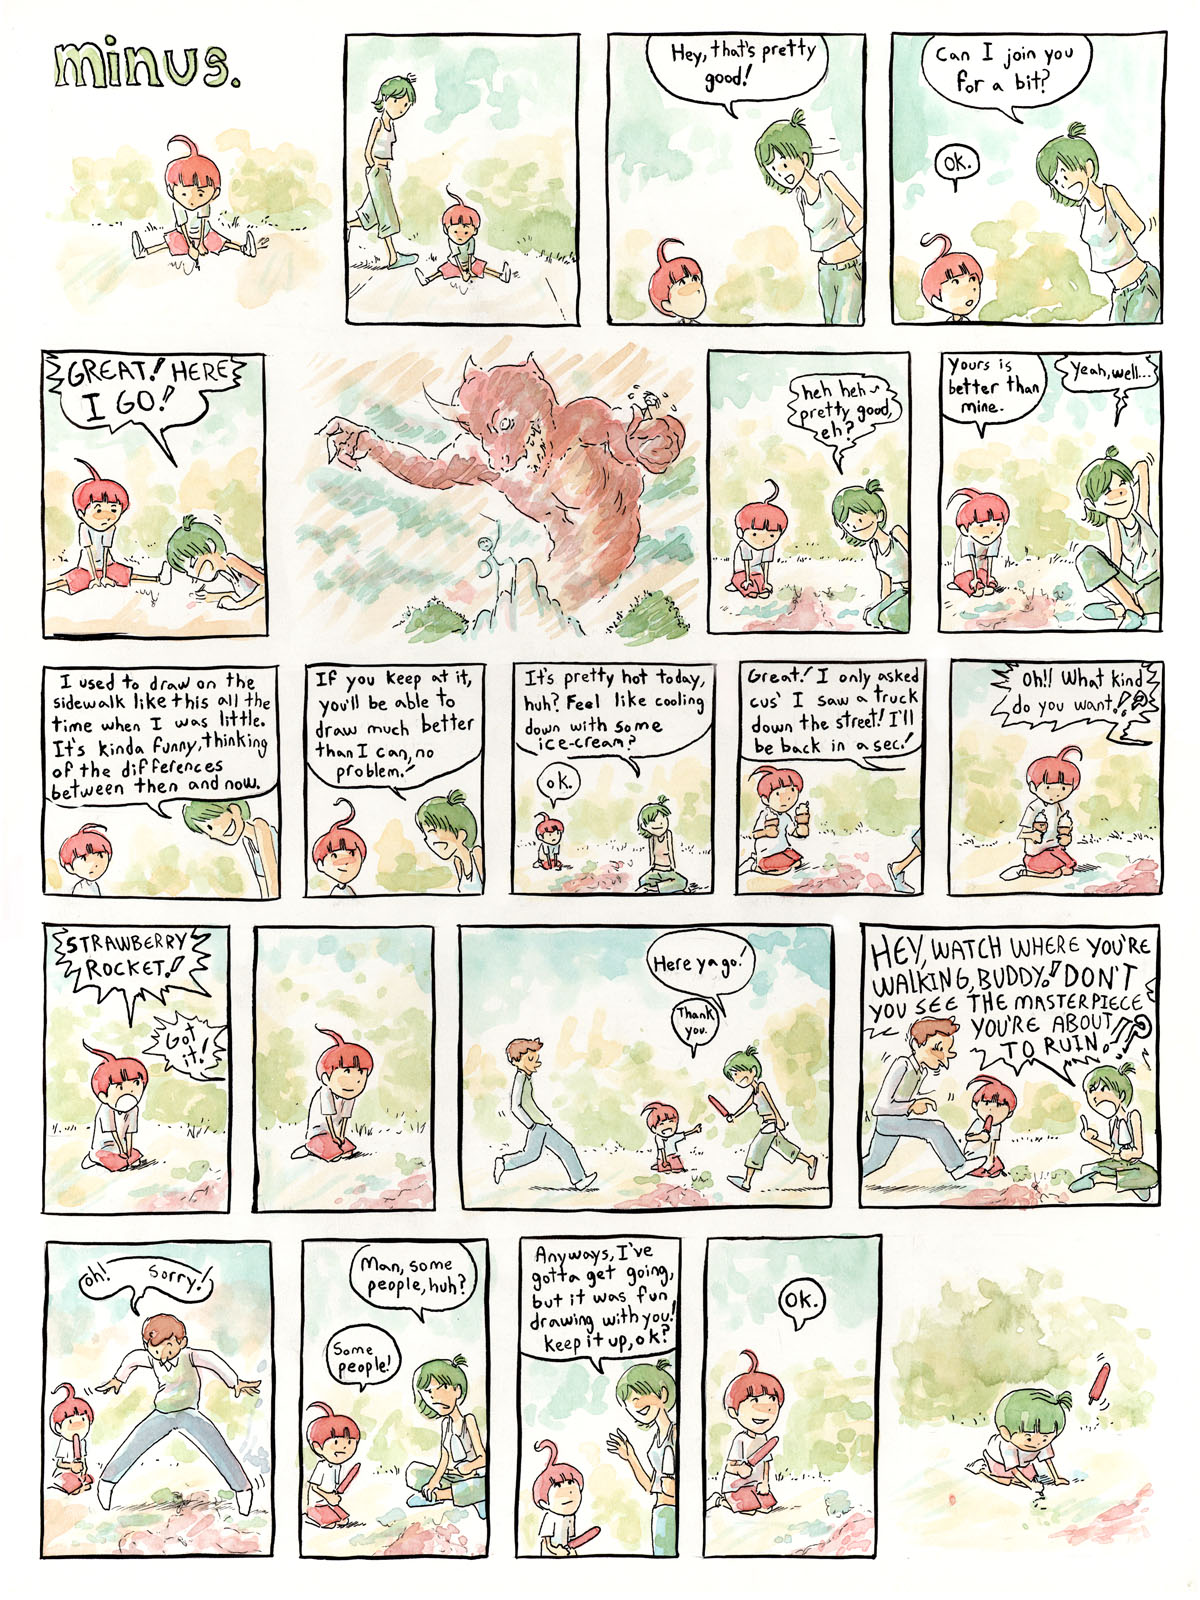 minus.
Hey, that's pretty
good!
Can I join you
for a bit?
OK.
GREAT! HERE
I GO!
heh heh~
pretty good,
eh?
Yours is
better than
mine.
Yeah, well...
I used to draw on the
sidewalk like this all the
time when I was little.
It's kinda funny, thinking
of the differences
between then and now.
If you keep at it,
you'll be able to
draw much better
than I can, no
problem!
It's pretty hot today,
huh? Feel like cooling
down with some
ice-cream?
OK.
Great! I only asked
cus' I saw a truck
down the street! I'll
be back in a sec!
Oh!! What kind
do you want!!?
STRAWBERRY
ROCKET!
Got
it!
Here ya go!
Thank
you.
HEY, WATCH WHERE YOU'RE
WALKING, BUDDY! DON'T
YOU SEE THE MASTERPIECE
YOU'RE ABOUT
TO RUIN!!!?
oh! sorry!
Man, some
people, huh?
Some
people!
Anyways, I've
gotta get going,
but it was fun
drawing with you!
Keep it up, ok?
OK.